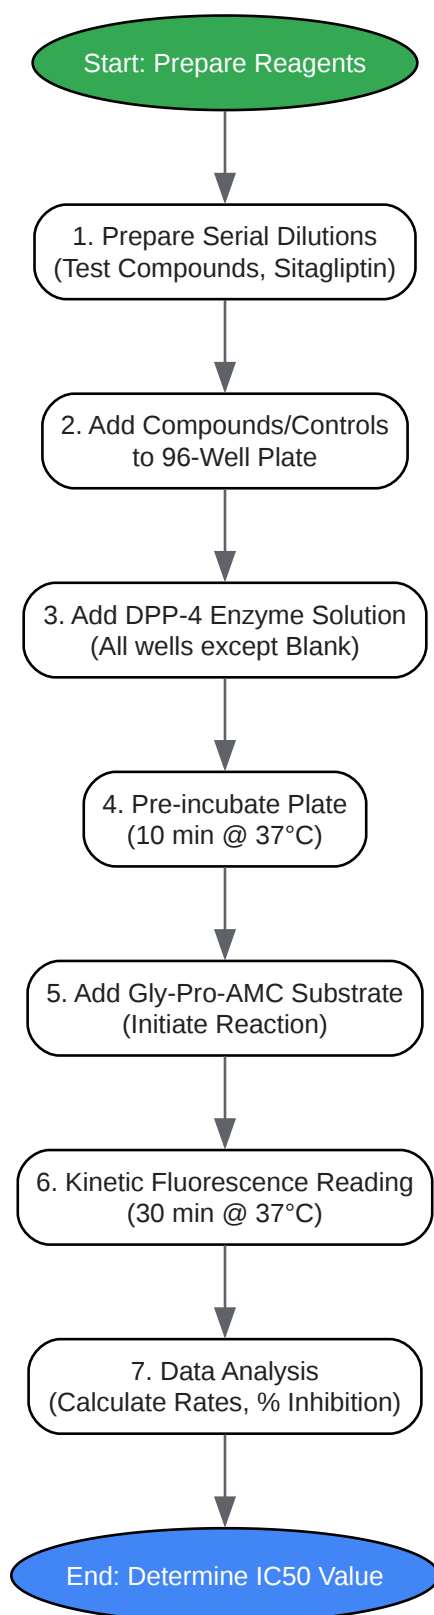 Start: Prepare Reagents
1. Prepare Serial Dilutions
(Test Compounds, Sitagliptin)
2. Add Compounds/Controls
to 96-Well Plate
3. Add DPP-4 Enzyme Solution
(All wells except Blank)
4. Pre-incubate Plate
(10 min @ 37°C)
5. Add Gly-Pro-AMC Substrate
(Initiate Reaction)
6. Kinetic Fluorescence Reading
(30 min @ 37°C)
7. Data Analysis
(Calculate Rates, % Inhibition)
End: Determine IC50 Value